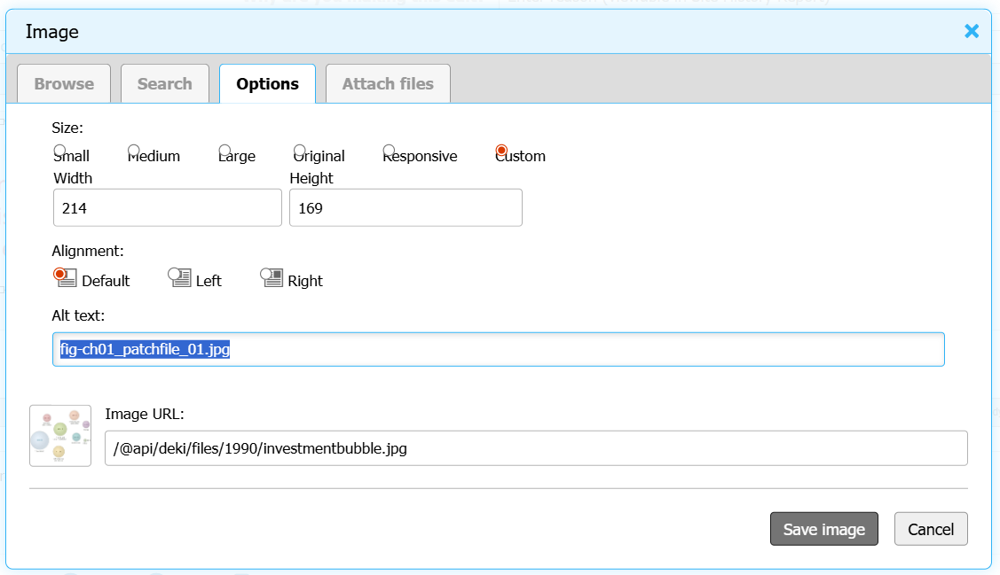 Image
Browse Search Options Attach files
Size:
Small Medium Large Original Responsive Custom
Width Height
214 169
Alignment:
Default Left Right
Alt text:
fig-ch01_patchfile_01.jpg
Image URL:
/@api/deki/files/1990/investmentbubble.jpg
Save image Cancel